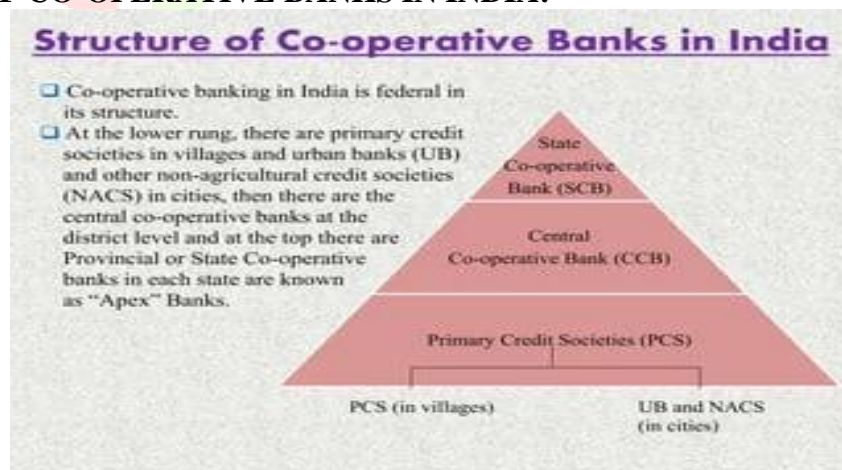 CO-OPERATIVE BANKS IN INDIA:
Structure of Co-operative Banks in India
Co-operative banking in India is federal in
its structure.
At the lower rung, there are primary credit
societies in villages and urban banks (UB)
and other non-agricultural credit societies
(NACS) in cities, then there are the
central co-operative banks at the
district level and at the top there are
Provincial or State Co-operative
banks in each state are known
as “Apex” Banks.
State
Co-operative
Bank (SCB)
Central
Co-operative Bank (CCB)
Primary Credit Societies (PCS)
PCS (in villages)
UB and NACS
(in cities)